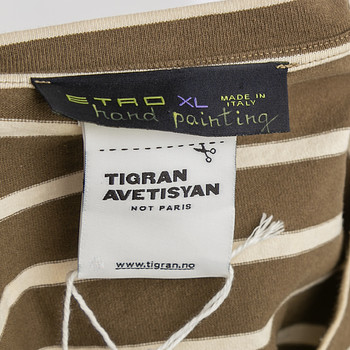 ETRO XL MADE IN ITALY
hand painting
TIGRAN
AVETISYAN
NOT PARIS
www.tigran.no